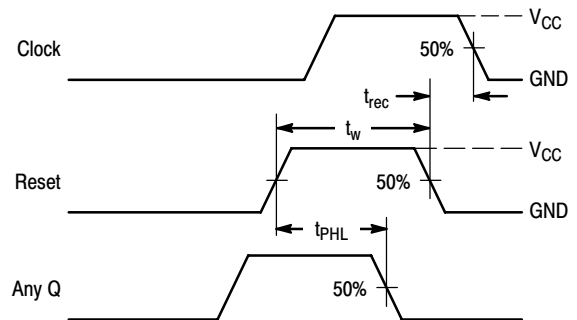 V_CC
Clock
50%
GND
t_rec
t_w
V_CC
Reset
50%
GND
t_PHL
Any Q
50%